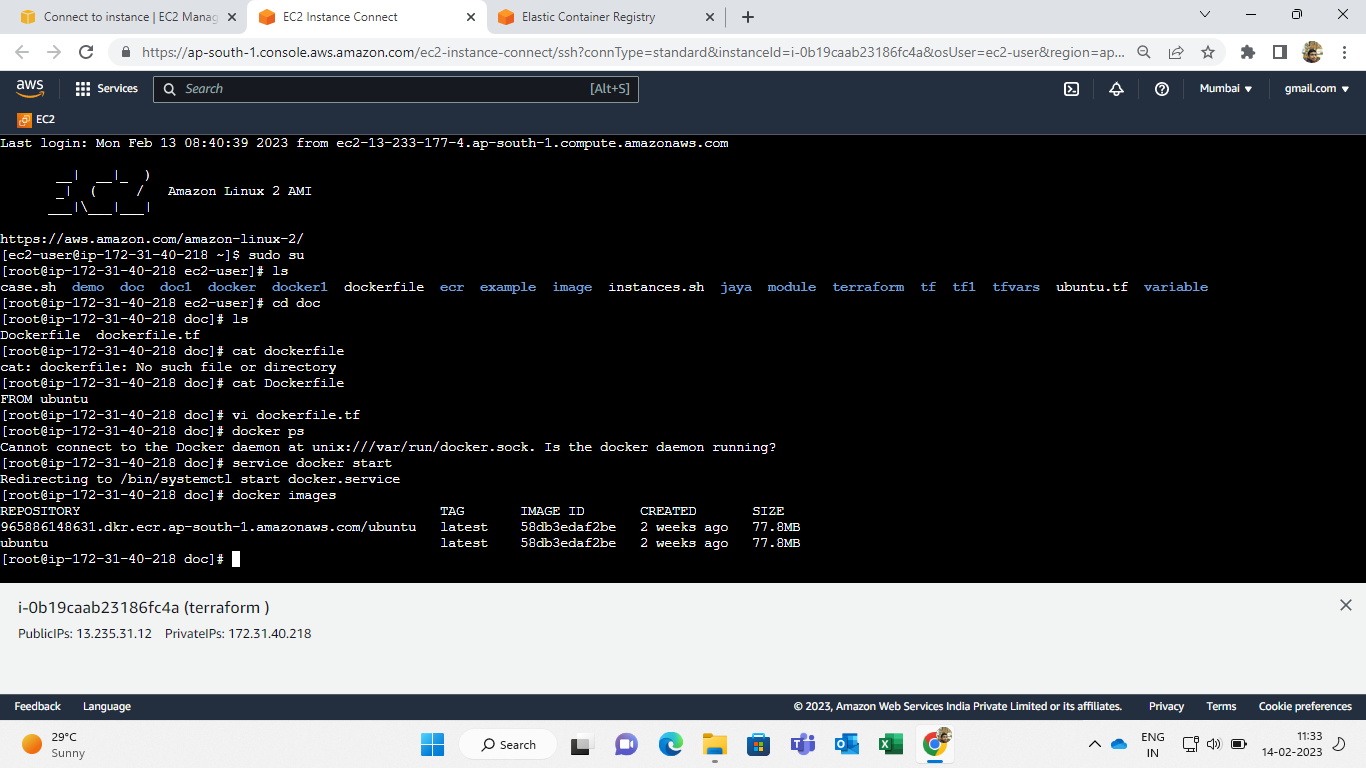 Connect to instance | EC2 Manag
EC2 Instance Connect
Elastic Container Registry
https://ap-south-1.console.aws.amazon.com/ec2-instance-connect/ssh?connType=standard&instanceId=i-0b19caab23186fc4a&osUser=ec2-user&region=ap...
aws
Services
Search
[Alt+S]
Mumbai
gmail.com
EC2
Last login: Mon Feb 13 08:40:39 2023 from ec2-13-233-177-4.ap-south-1.compute.amazonaws.com
__|  __|_  )
_|  (     /   Amazon Linux 2 AMI
___|\___|___|
https://aws.amazon.com/amazon-linux-2/
[ec2-user@ip-172-31-40-218 ~]$ sudo su
[root@ip-172-31-40-218 ec2-user]# ls
case.sh  demo  doc  doc1  docker  docker1  dockerfile  ecr  example  image  instances.sh  jaya  module  terraform  tf  tf1  tfvars  ubuntu.tf  variable
[root@ip-172-31-40-218 ec2-user]# cd doc
[root@ip-172-31-40-218 doc]# ls
Dockerfile  dockerfile.tf
[root@ip-172-31-40-218 doc]# cat dockerfile
cat: dockerfile: No such file or directory
[root@ip-172-31-40-218 doc]# cat Dockerfile
FROM ubuntu
[root@ip-172-31-40-218 doc]# vi dockerfile.tf
[root@ip-172-31-40-218 doc]# docker ps
Cannot connect to the Docker daemon at unix:///var/run/docker.sock. Is the docker daemon running?
[root@ip-172-31-40-218 doc]# service docker start
Redirecting to /bin/systemctl start docker.service
[root@ip-172-31-40-218 doc]# docker images
REPOSITORY                                             TAG       IMAGE ID       CREATED       SIZE
965886148631.dkr.ecr.ap-south-1.amazonaws.com/ubuntu   latest    58db3edaf2be   2 weeks ago   77.8MB
ubuntu                                                 latest    58db3edaf2be   2 weeks ago   77.8MB
[root@ip-172-31-40-218 doc]#
i-0b19caab23186fc4a (terraform )
PublicIPs: 13.235.31.12 PrivateIPs: 172.31.40.218
Feedback
Language
© 2023, Amazon Web Services India Private Limited or its affiliates.
Privacy
Terms
Cookie preferences
29°C
Sunny
Search
ENG
IN
11:33
14-02-2023